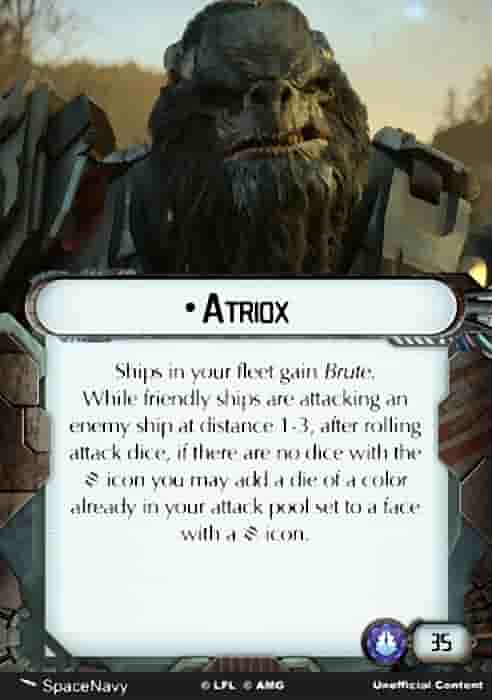 • Atriox
Ships in your fleet gain Brute.
While friendly ships are attacking an
enemy ship at distance 1-3, after rolling
attack dice, if there are no dice with the
icon you may add a die of a color
already in your attack pool set to a face
with a icon.
35
SpaceNavy
© LFL © AMG
Unofficial Content